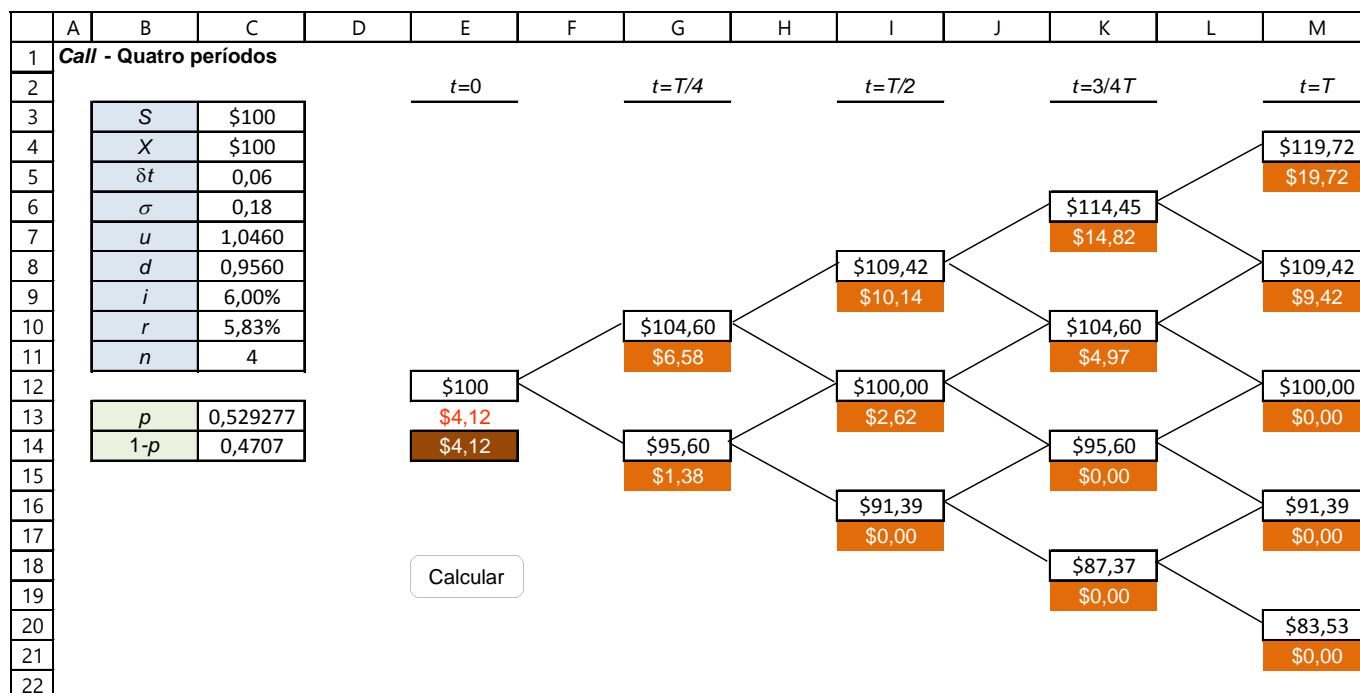 A B C D E F G H I J K L M
1 Call - Quatro períodos
2 t=0 t=T/4 t=T/2 t=3/4T t=T
3 S $100
4 X $100 $119,72
5 δt 0,06 $19,72
6 σ 0,18 $114,45
7 u 1,0460 $14,82
8 d 0,9560 $109,42 $109,42
9 i 6,00% $10,14 $9,42
10 r 5,83% $104,60 $104,60
11 n 4 $6,58 $4,97
12 $100 $100,00 $100,00
13 p 0,529277 $4,12 $2,62 $0,00
14 1-p 0,4707 $4,12 $95,60 $95,60
15 $1,38 $0,00
16 $91,39 $91,39
17 $0,00 $0,00
18 Calcular $87,37
19 $0,00
20 $83,53
21 $0,00
22